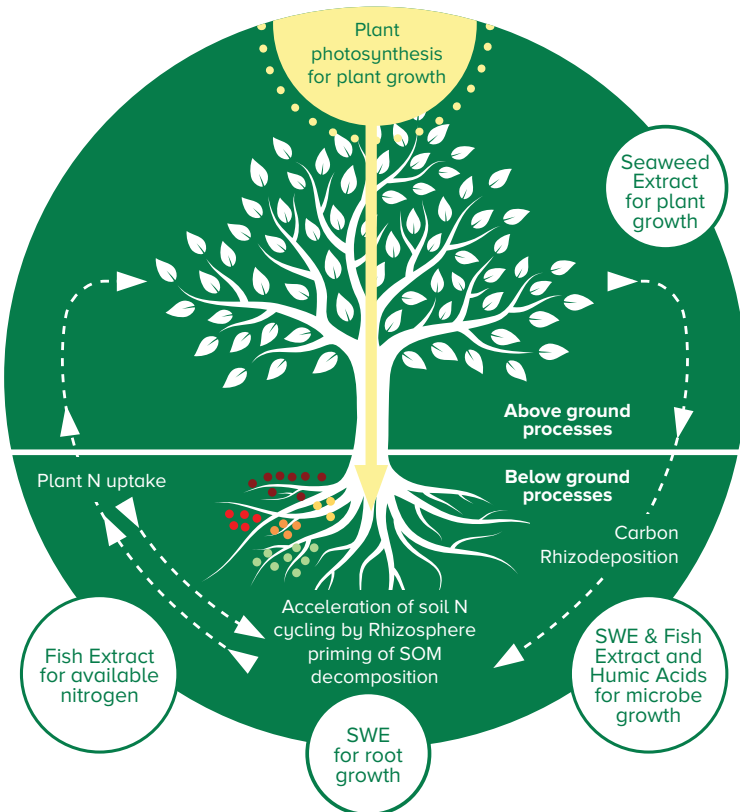 Plant
photosynthesis
for plant growth
Seaweed
Extract
for plant
growth
Above ground
processes
Below ground
processes
Plant N uptake
Carbon
Rhizodeposition
Acceleration of soil N
cycling by Rhizosphere
priming of SOM
decomposition
Fish Extract
for available
nitrogen
SWE & Fish
Extract and
Humic Acids
for microbe
growth
SWE
for root
growth